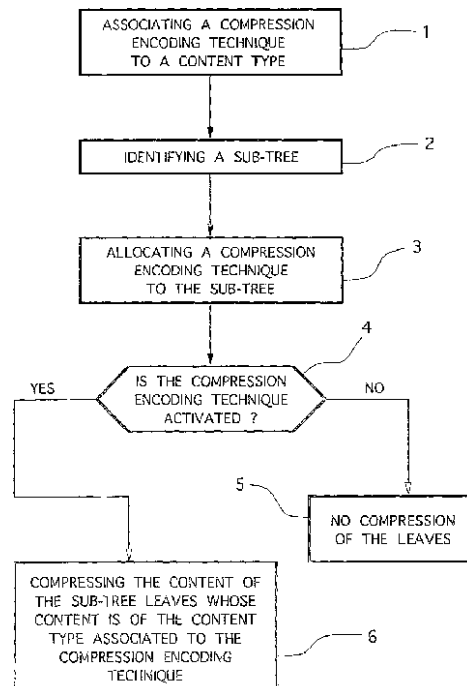 ASSOCIATING A COMPRESSION
ENCODING TECHNIQUE
TO A CONTENT TYPE
1
IDENTIFYING A SUB-TREE
2
ALLOCATING A COMPRESSION
ENCODING TECHNIQUE
TO THE SUB-TREE
3
4
YES
IS THE COMPRESSION
ENCODING TECHNIQUE
ACTIVATED ?
NO
5
NO COMPRESSION
OF THE LEAVES
COMPRESSING THE CONTENT OF
THE SUB-TREE LEAVES WHOSE
CONTENT IS OF THE CONTENT
TYPE ASSOCIATED TO THE
COMPRESSION ENCODING
TECHNIQUE
6